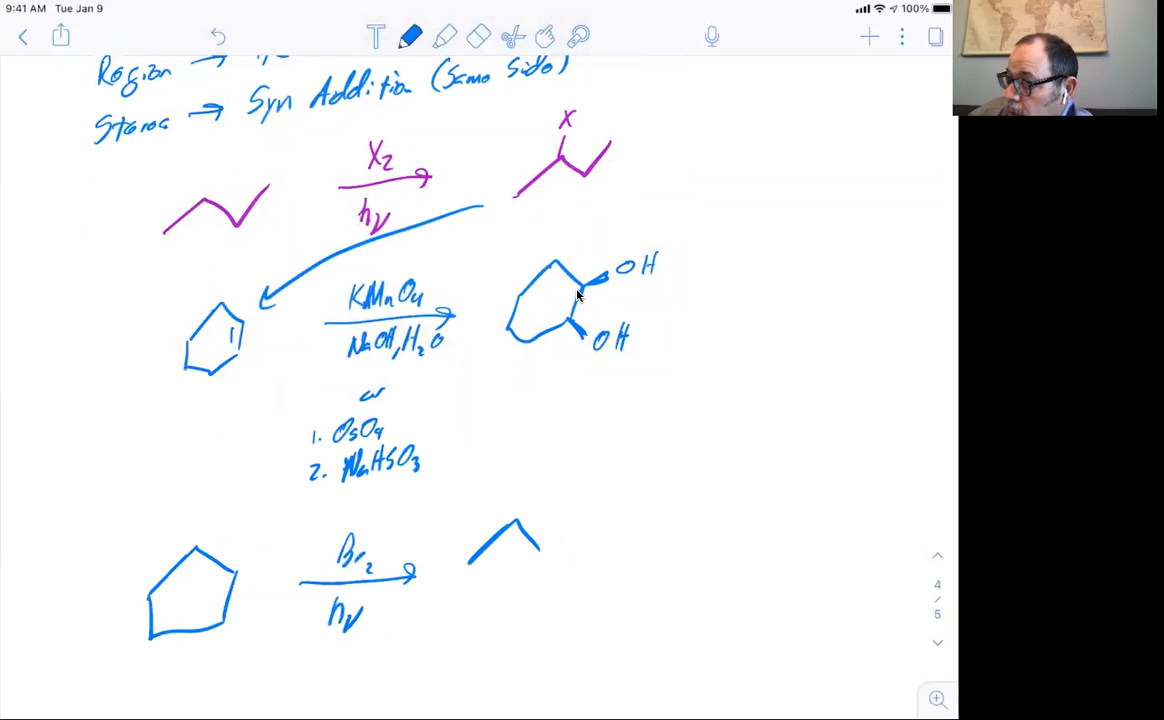 9:41 AM Tue Jan 9
100%
Region →
Stereo → Syn Addition (Same Side)
X
X2
hν
KMnO4
NaOH, H2O
OH
OH
or
1. OsO4
2. NaHSO3
Br2
hν
4
/
5